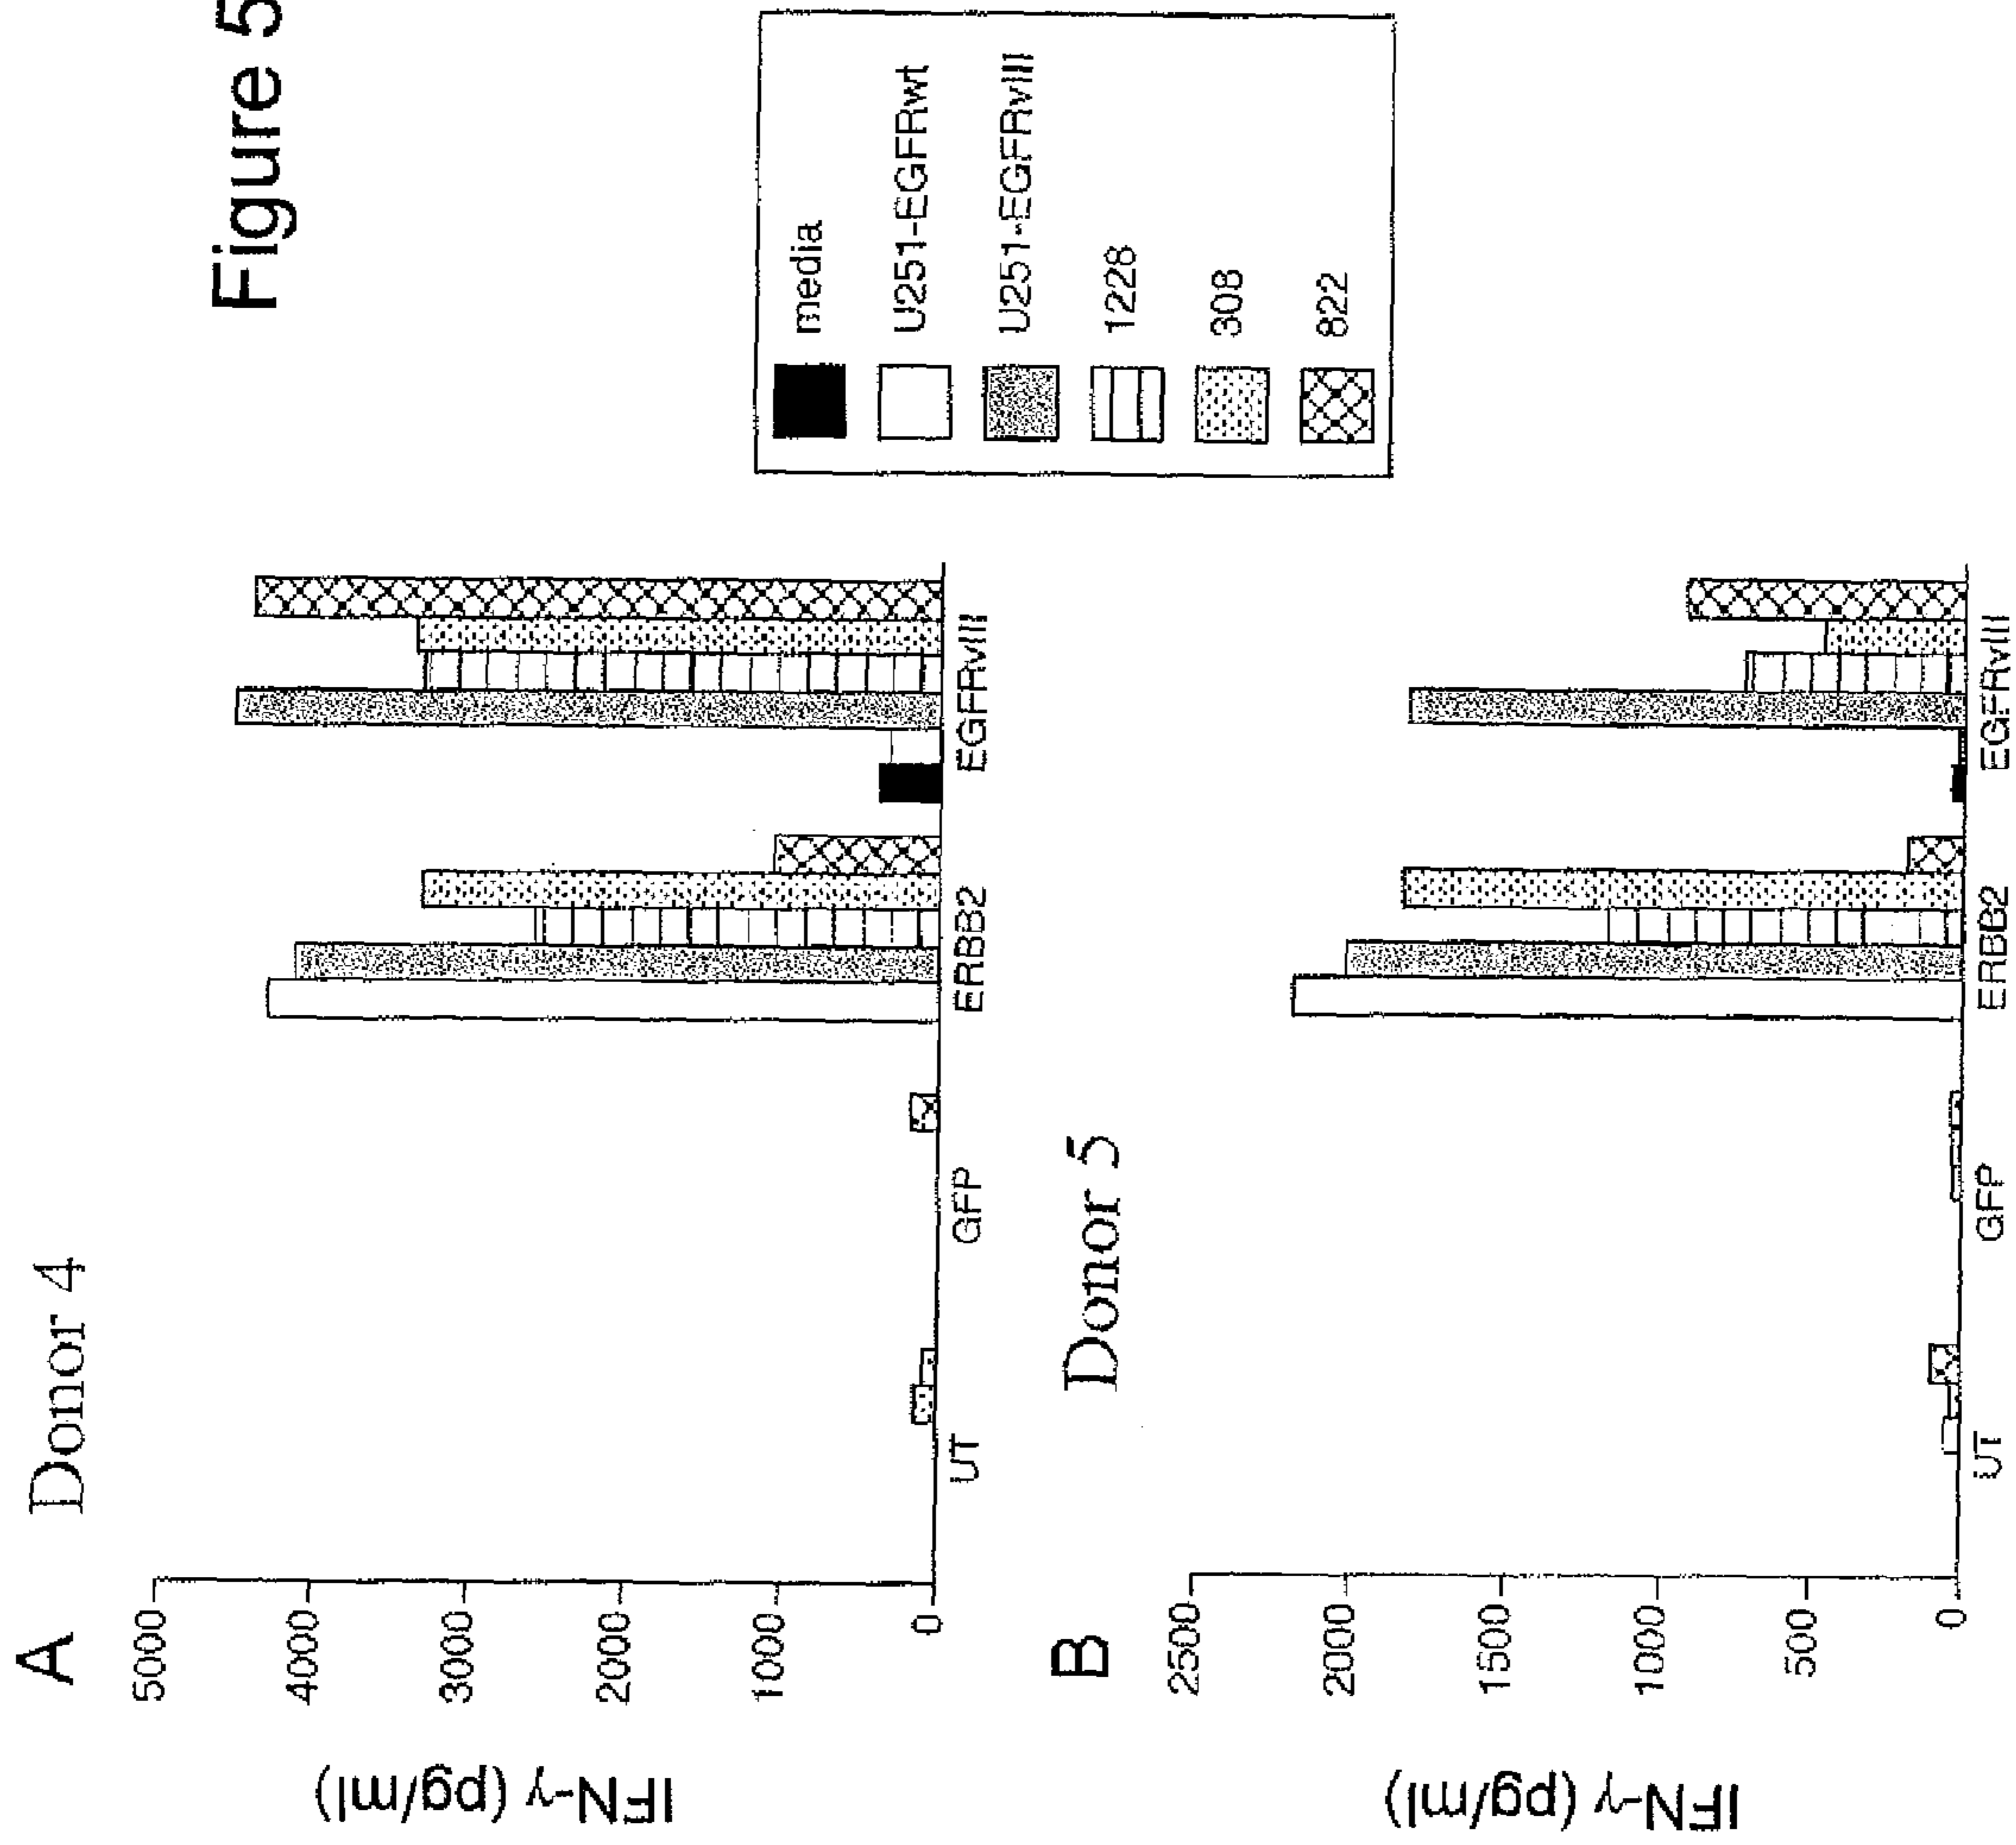 Figure 5
A Donor 4
IFN-γ (pg/ml)
5000
4000
3000
2000
1000
0
UT GFP ERBB2 EGFRvIII
media
U251-EGFRwt
U251-EGFRvIII
1228
308
822
B Donor 5
IFN-γ (pg/ml)
2500
2000
1500
1000
500
0
UT GFP ERBB2 EGFRvIII